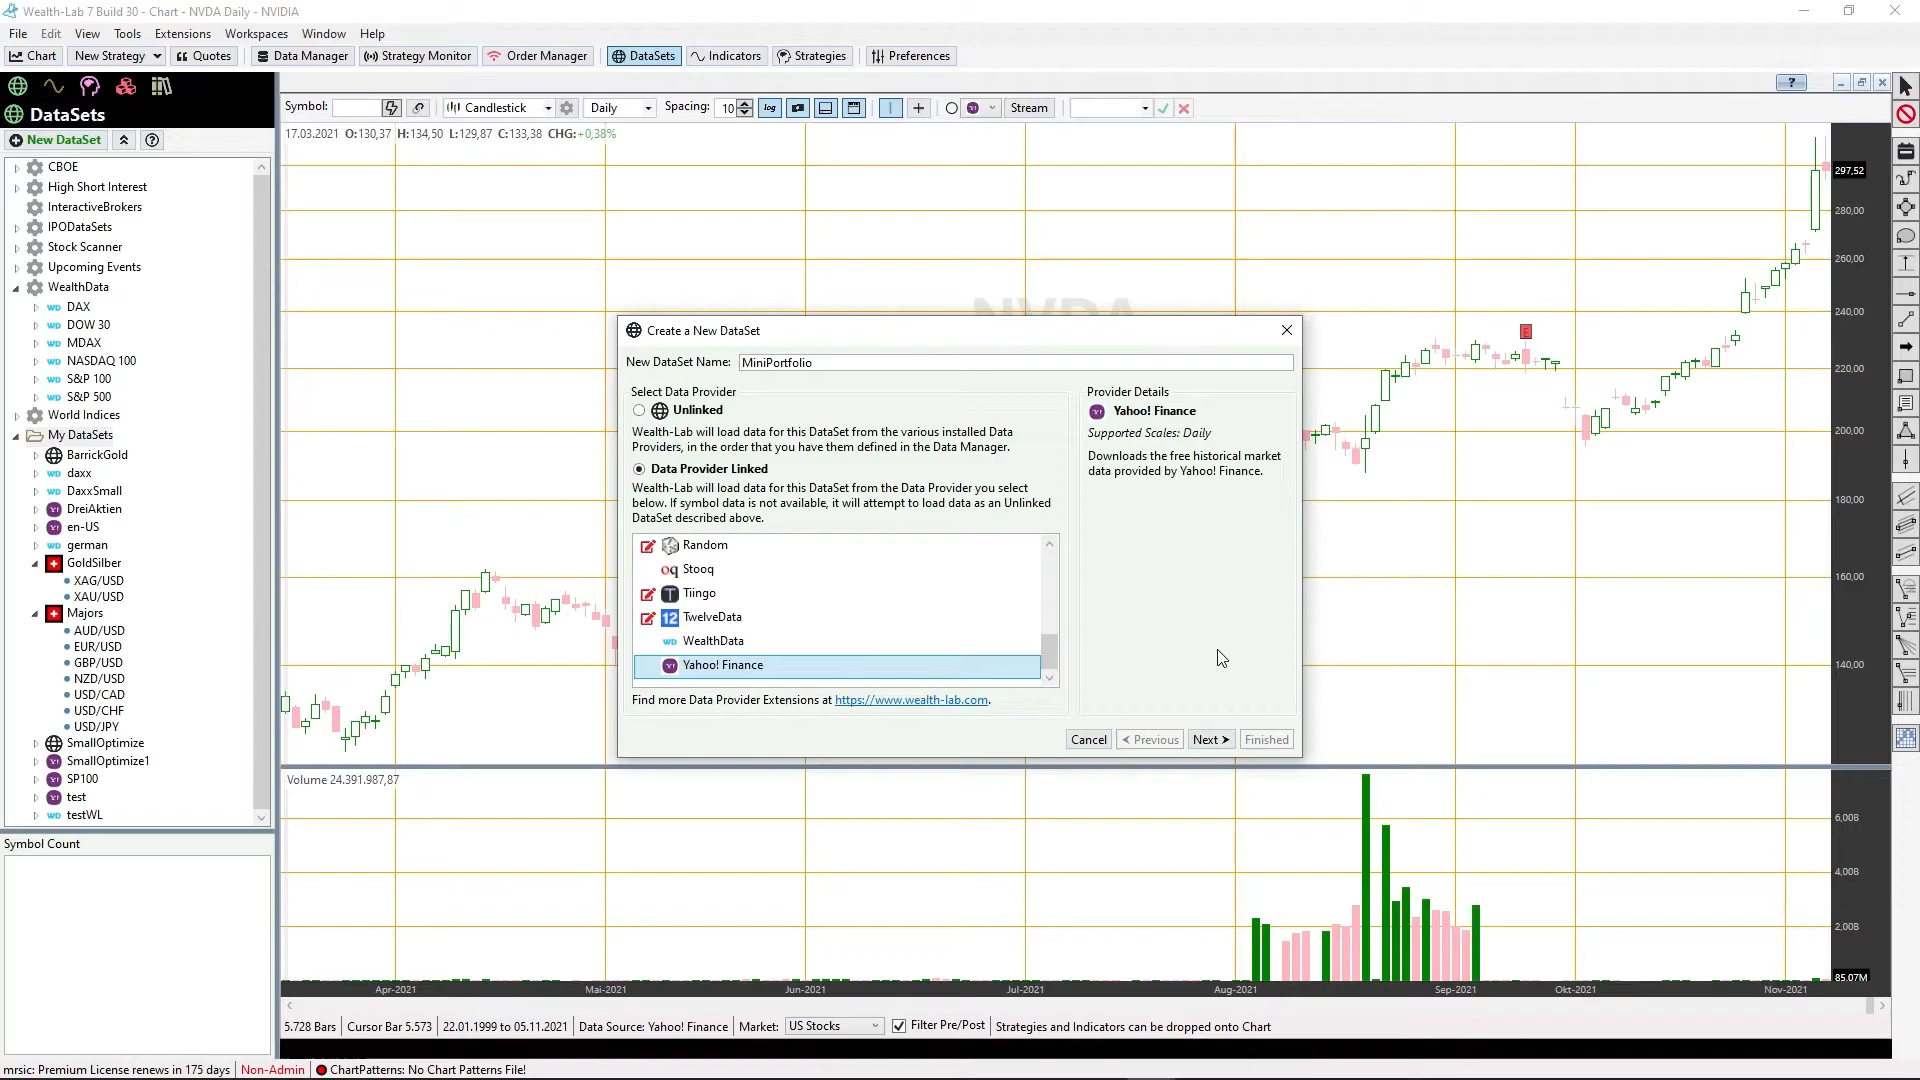 Wealth-Lab 7 Build 30 - Chart - NVDA Daily - NVIDIA
File Edit View Tools Extensions Workspaces Window Help
Chart New Strategy Quotes Data Manager Strategy Monitor Order Manager DataSets Indicators Strategies Preferences
DataSets
New DataSet
CBOE
High Short Interest
InteractiveBrokers
IPODataSets
Stock Scanner
Upcoming Events
WealthData
WD DAX
WD DOW 30
WD MDAX
WD NASDAQ 100
WD S&P 100
WD S&P 500
World Indices
My DataSets
BarrickGold
WD daxx
WD DaxxSmall
Y! DreiAktien
Y! en-US
WD german
GoldSilber
XAG/USD
XAU/USD
Majors
AUD/USD
EUR/USD
GBP/USD
NZD/USD
USD/CAD
USD/CHF
USD/JPY
SmallOptimize
Y! SmallOptimize1
Y! SP100
Y! test
WD testWL
Symbol Count
Symbol: Candlestick Daily Spacing: 10 log Stream
17.03.2021 O:130,37 H:134,50 L:129,87 C:133,38 CHG:+0,38%
NVDA
297,52
280,00
260,00
240,00
220,00
200,00
180,00
160,00
140,00
E
Create a New DataSet
New DataSet Name: MiniPortfolio
Select Data Provider
Unlinked
Wealth-Lab will load data for this DataSet from the various installed Data
Providers, in the order that you have them defined in the Data Manager.
Data Provider Linked
Wealth-Lab will load data for this DataSet from the Data Provider you select
below. If symbol data is not available, it will attempt to load data as an Unlinked
DataSet described above.
Random
oq Stooq
T Tiingo
12 TwelveData
WD WealthData
Y! Yahoo! Finance
Find more Data Provider Extensions at https://www.wealth-lab.com.
Provider Details
Y! Yahoo! Finance
Supported Scales: Daily
Downloads the free historical market
data provided by Yahoo! Finance.
Cancel Previous Next Finished
Volume 24.391.987,87
6,00B
4,00B
2,00B
85,07M
Apr-2021 Mai-2021 Jun-2021 Jul-2021 Aug-2021 Sep-2021 Okt-2021 Nov-2021
5.728 Bars Cursor Bar 5.573 22.01.1999 to 05.11.2021 Data Source: Yahoo! Finance Market: US Stocks Filter Pre/Post Strategies and Indicators can be dropped onto Chart
mrsic: Premium License renews in 175 days Non-Admin ChartPatterns: No Chart Patterns File!